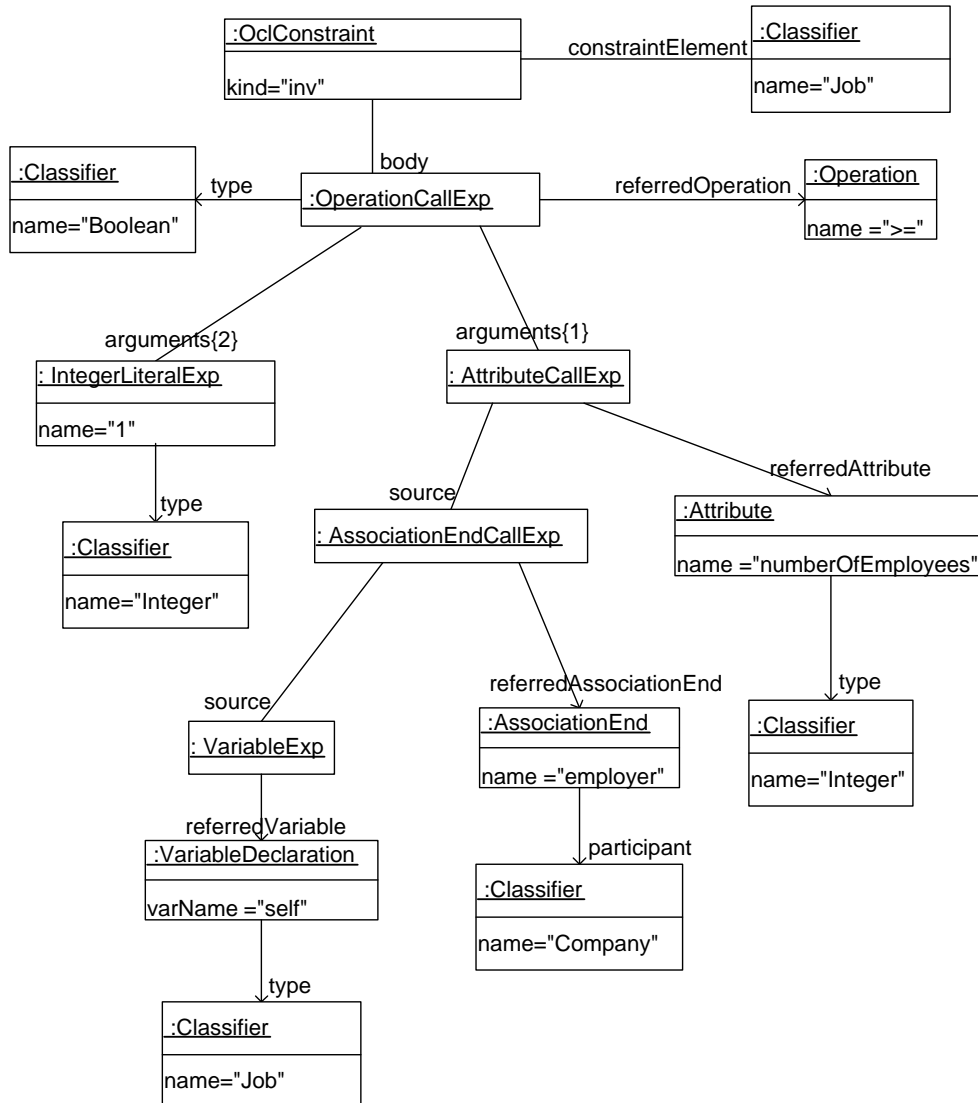 :OclConstraint
kind="inv"
constraintElement
:Classifier
name="Job"
body
:Classifier
name="Boolean"
type
:OperationCallExp
referredOperation
:Operation
name =">="
arguments{2}
: IntegerLiteralExp
name="1"
arguments{1}
: AttributeCallExp
type
:Classifier
name="Integer"
source
: AssociationEndCallExp
referredAttribute
:Attribute
name ="numberOfEmployees"
source
: VariableExp
referredAssociationEnd
:AssociationEnd
name ="employer"
type
:Classifier
name="Integer"
referredVariable
:VariableDeclaration
varName ="self"
participant
:Classifier
name="Company"
type
:Classifier
name="Job"